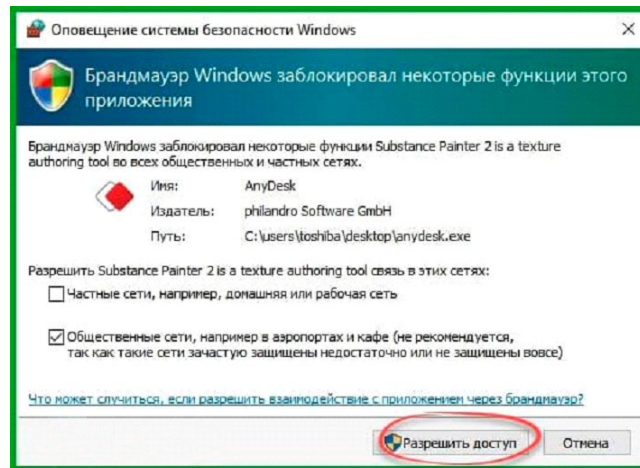 Оповещение системы безопасности Windows
Брандмауэр Windows заблокировал некоторые функции этого
приложения
Брандмауэр Windows заблокировал некоторые функции Substance Painter 2 is a texture
authoring tool во всех общественных и частных сетях.
Имя: AnyDesk
Издатель: philandro Software GmbH
Путь: C:\users\toshiba\desktop\anydesk.exe
Разрешить Substance Painter 2 is a texture authoring tool связь в этих сетях:
Частные сети, например, домашняя или рабочая сеть
Общественные сети, например в аэропортах и кафе (не рекомендуется,
так как такие сети зачастую защищены недостаточно или не защищены вовсе)
Что может случиться, если разрешить взаимодействие с приложением через брандмауэр?
Разрешить доступ Отмена